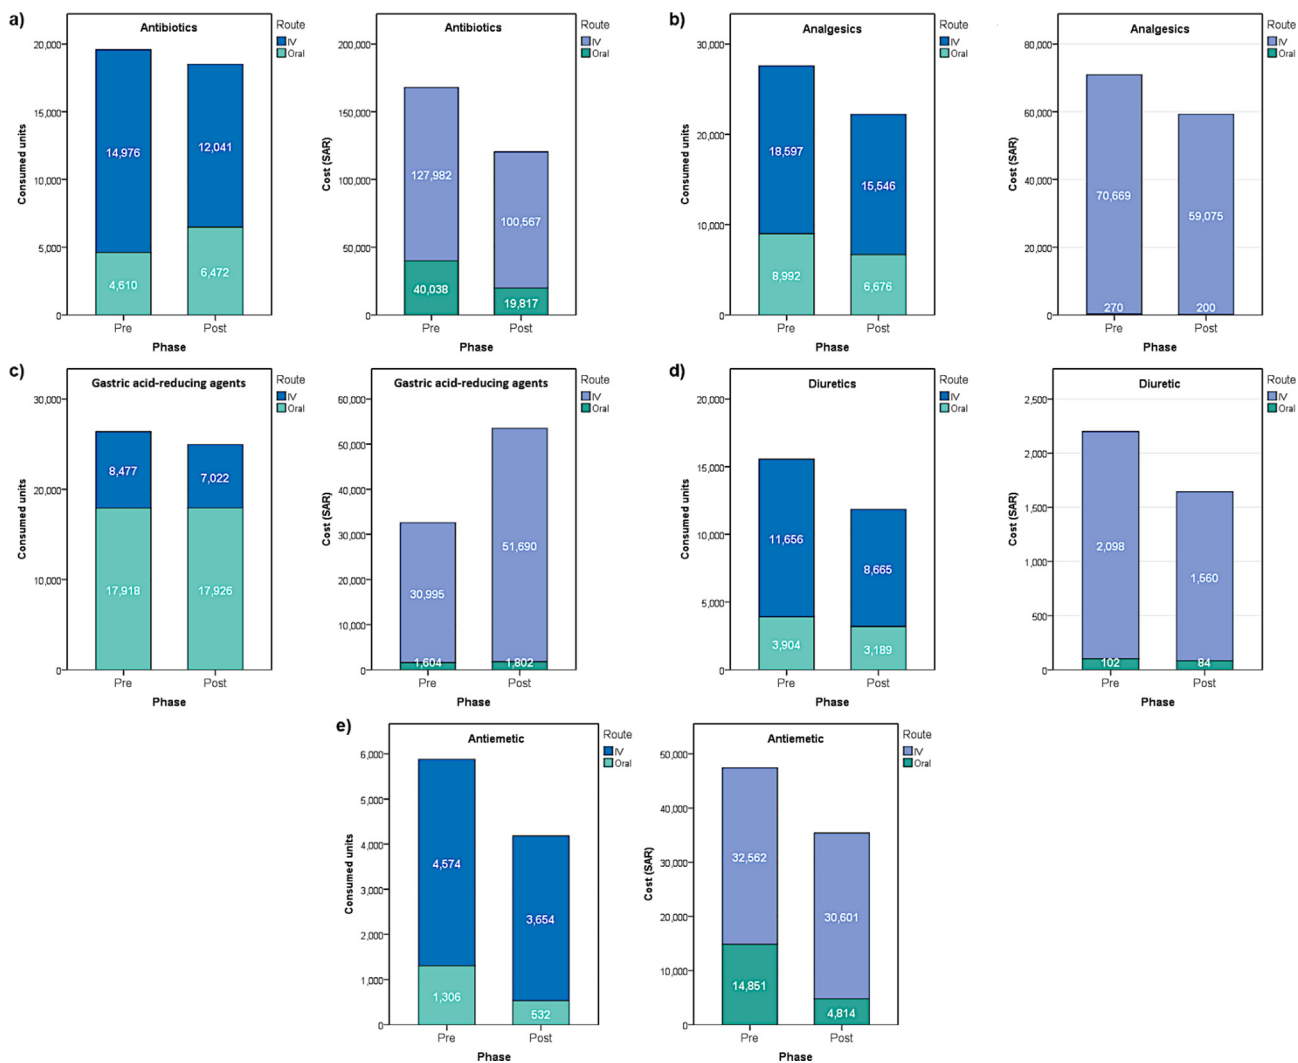 a)
Antibiotics
Route
IV
Oral
Consumed units
20,000
15,000
10,000
5,000
0
14,976
12,041
4,610
6,472
Pre
Post
Phase
Antibiotics
Route
IV
Oral
Cost (SAR)
200,000
150,000
100,000
50,000
0
127,982
100,567
40,038
19,817
Pre
Post
Phase
b)
Analgesics
Route
IV
Oral
Consumed units
30,000
20,000
10,000
0
18,597
15,546
8,992
6,676
Pre
Post
Phase
Analgesics
Route
IV
Oral
Cost (SAR)
80,000
60,000
40,000
20,000
0
70,669
59,075
270
200
Pre
Post
Phase
c)
Gastric acid-reducing agents
Route
IV
Oral
Consumed units
30,000
20,000
10,000
0
8,477
7,022
17,918
17,926
Pre
Post
Phase
Gastric acid-reducing agents
Route
IV
Oral
Cost (SAR)
60,000
50,000
40,000
30,000
20,000
10,000
0
51,690
30,995
1,604
1,802
Pre
Post
Phase
d)
Diuretics
Route
IV
Oral
Consumed units
20,000
15,000
10,000
5,000
0
11,656
8,665
3,904
3,189
Pre
Post
Phase
Diuretic
Route
IV
Oral
Cost (SAR)
2,500
2,000
1,500
1,000
500
0
2,098
1,560
102
84
Pre
Post
Phase
e)
Antiemetic
Route
IV
Oral
Consumed units
6,000
5,000
4,000
3,000
2,000
1,000
0
4,574
3,654
1,306
532
Pre
Post
Phase
Antiemetic
Route
IV
Oral
Cost (SAR)
50,000
40,000
30,000
20,000
10,000
0
32,562
30,601
14,851
4,814
Pre
Post
Phase